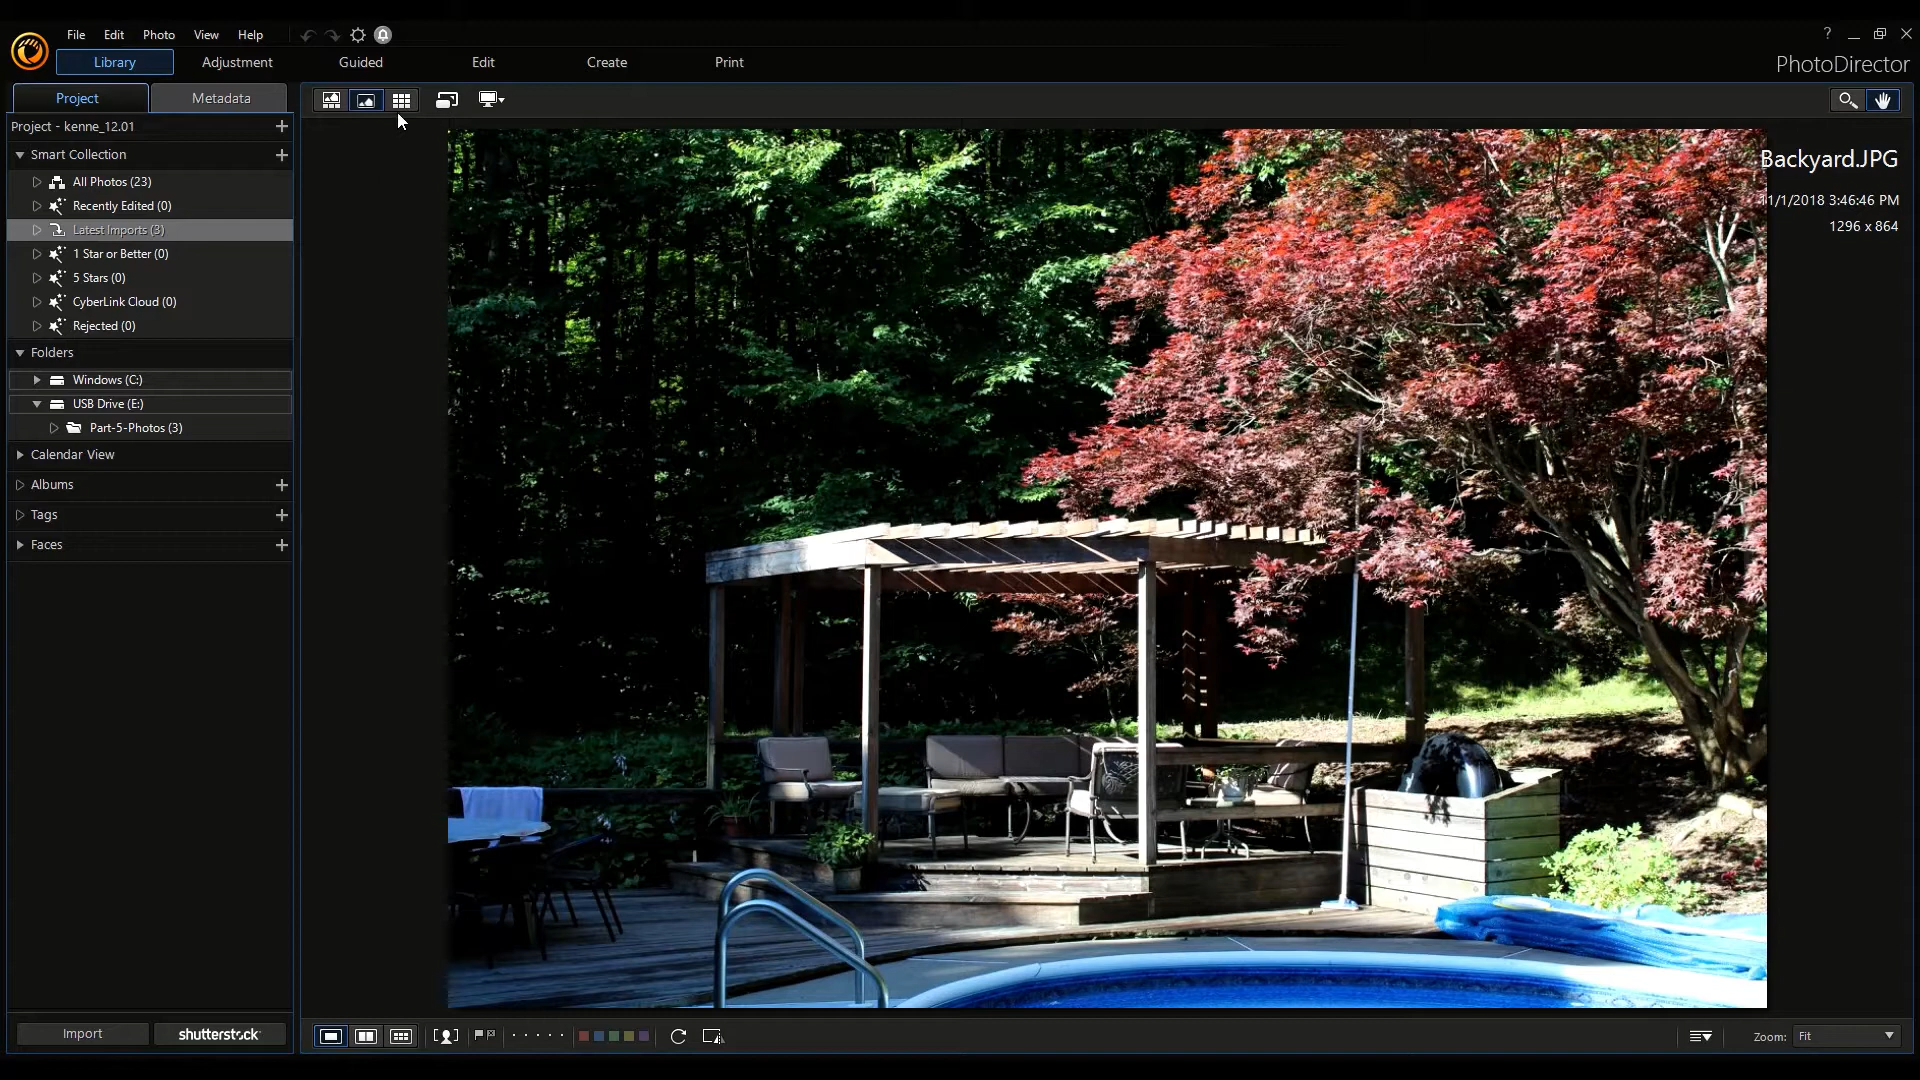 File Edit Photo View Help
?
Library Adjustment Guided Edit Create Print
PhotoDirector
Project Metadata
Project - kenne_12.01
Smart Collection
All Photos (23)
Recently Edited (0)
Latest Imports (3)
1 Star or Better (0)
5 Stars (0)
CyberLink Cloud (0)
Rejected (0)
Folders
Windows (C:)
USB Drive (E:)
Part-5-Photos (3)
Calendar View
Albums
Tags
Faces
Import shutterstock
Backyard.JPG
11/1/2018 3:46:46 PM
1296 x 864
Zoom: Fit